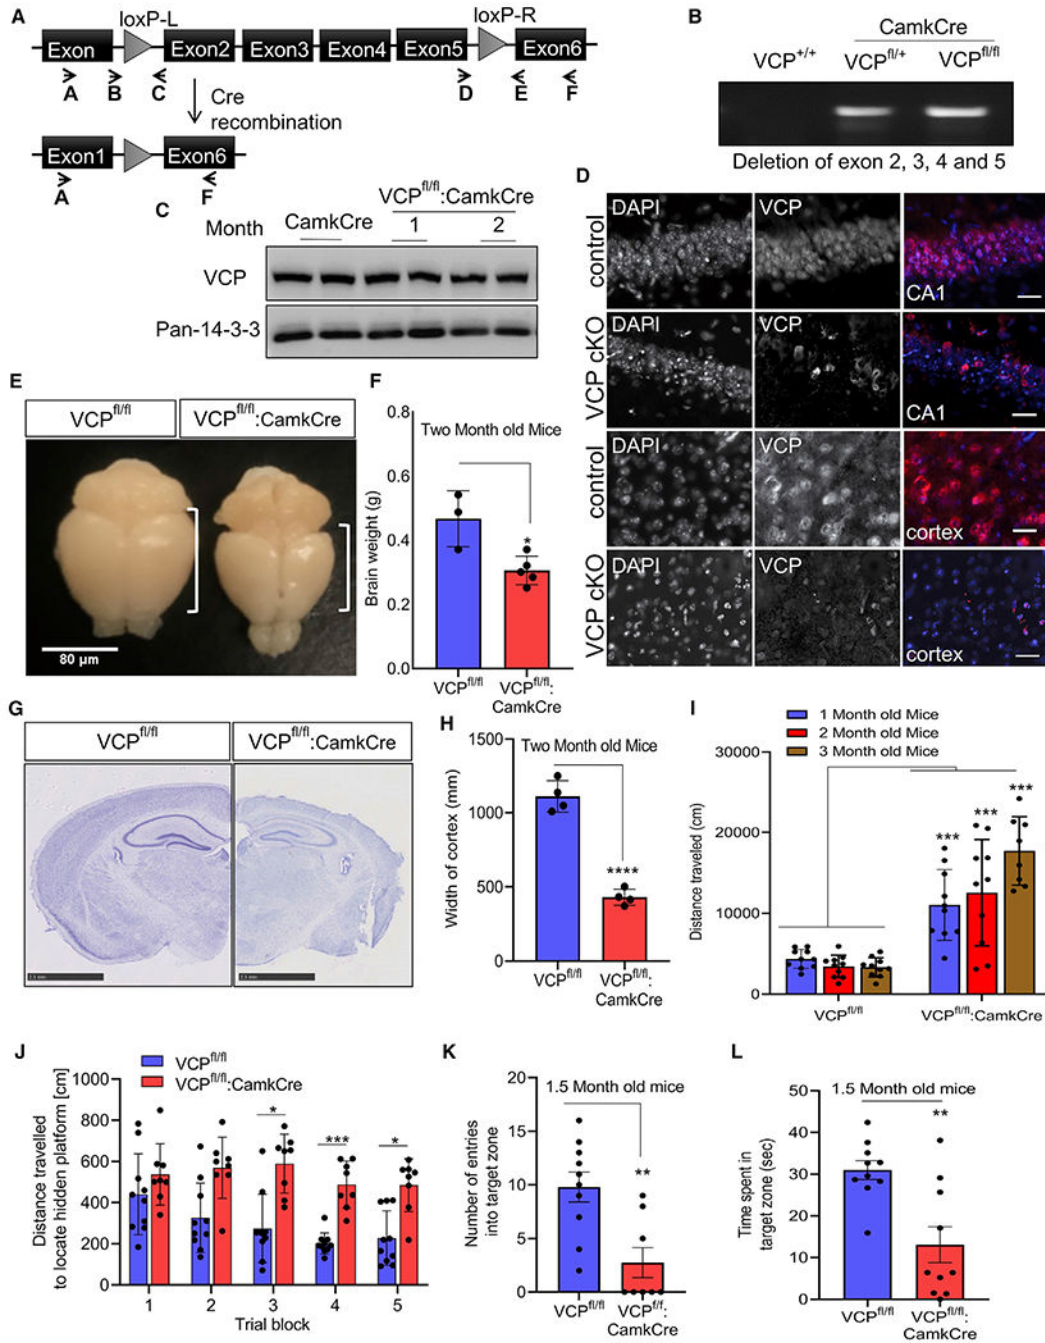 A
loxP-L
loxP-R
Exon
Exon2
Exon3
Exon4
Exon5
Exon6
A
B
C
D
E
F
Cre
recombination
Exon1
Exon6
A
F
B
CamkCre
VCP+/+
VCPfl/+
VCPfl/fl
Deletion of exon 2, 3, 4 and 5
C
VCPfl/fl:CamkCre
Month
CamkCre
1
2
VCP
Pan-14-3-3
D
control
DAPI
VCP
CA1
VCP cKO
DAPI
VCP
CA1
control
DAPI
VCP
cortex
VCP cKO
DAPI
VCP
cortex
E
VCPfl/fl
VCPfl/fl:CamkCre
80 µm
F
0.8
0.6
0.4
0.2
0.0
Brain weight (g)
Two Month old Mice
*
VCPfl/fl
VCPfl/fl:
CamkCre
G
VCPfl/fl
VCPfl/fl:CamkCre
2.5 mm
2.5 mm
H
1500
1000
500
0
Width of cortex (mm)
Two Month old Mice
****
VCPfl/fl
VCPfl/fl:
CamkCre
I
1 Month old Mice
2 Month old Mice
3 Month old Mice
30000
20000
10000
0
Distance traveled (cm)
***
***
***
VCPfl/fl
VCPfl/fl:CamkCre
J
VCPfl/fl
VCPfl/fl:CamkCre
1000
800
600
400
200
0
Distance travelled
to locate hidden platform [cm]
*
***
*
1
2
3
4
5
Trial block
K
1.5 Month old mice
20
15
10
5
0
Number of entries
into target zone
**
VCPfl/fl
VCPf/f:
CamkCre
L
1.5 Month old mice
50
40
30
20
10
0
Time spent in
target zone (sec)
**
VCPfl/fl
VCPfl/fl:
CamkCre